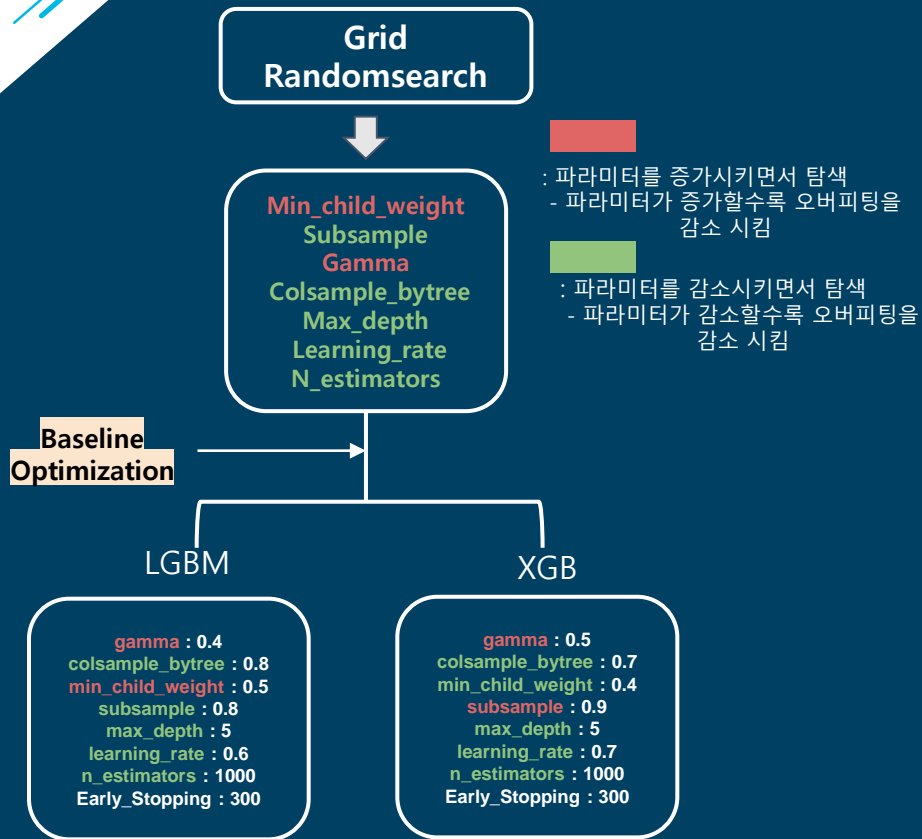 Grid
Randomsearch
: 파라미터를 증가시키면서 탐색
- 파라미터가 증가할수록 오버피팅을
감소 시킴
Min_child_weight
Subsample
Gamma
Colsample_bytree
Max_depth
Learning_rate
N_estimators
: 파라미터를 감소시키면서 탐색
- 파라미터가 감소할수록 오버피팅을
감소 시킴
Baseline
Optimization
LGBM
gamma : 0.4
colsample_bytree : 0.8
min_child_weight : 0.5
subsample : 0.8
max_depth : 5
learning_rate : 0.6
n_estimators : 1000
Early_Stopping : 300
XGB
gamma : 0.5
colsample_bytree : 0.7
min_child_weight : 0.4
subsample : 0.9
max_depth : 5
learning_rate : 0.7
n_estimators : 1000
Early_Stopping : 300